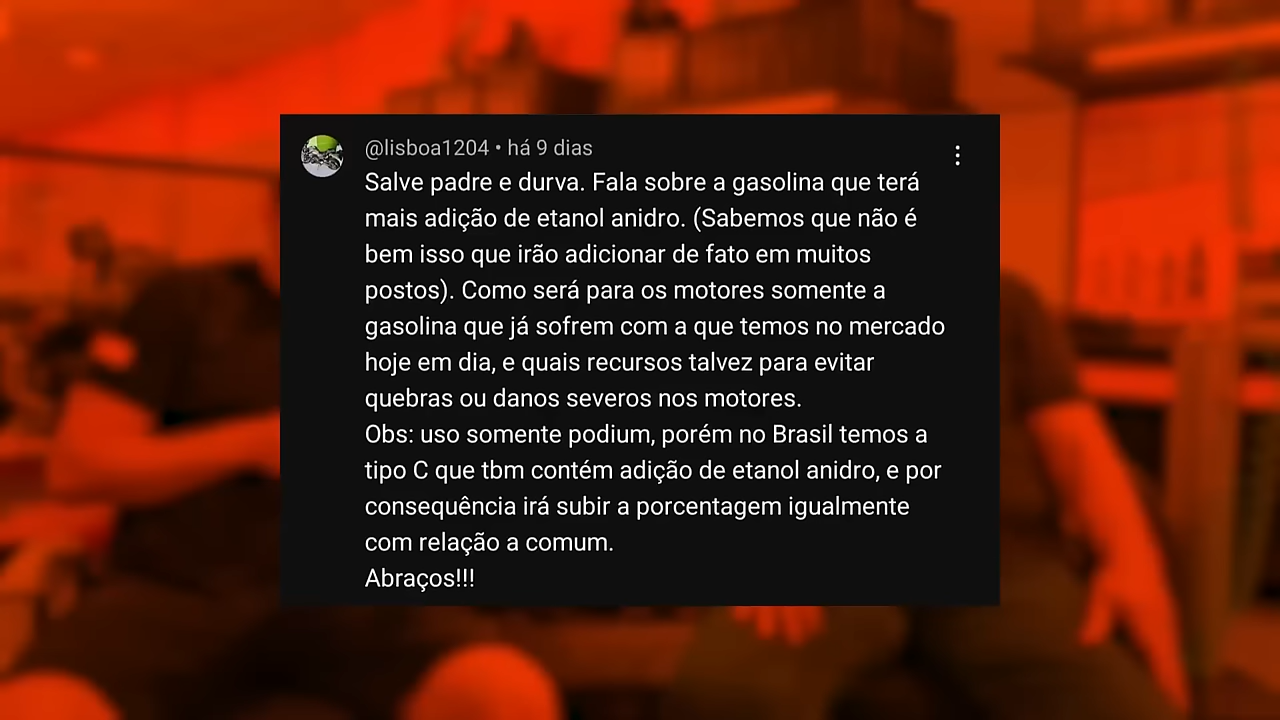 @lisboa1204 • há 9 dias
Salve padre e durva. Fala sobre a gasolina que terá
mais adição de etanol anidro. (Sabemos que não é
bem isso que irão adicionar de fato em muitos
postos). Como será para os motores somente a
gasolina que já sofrem com a que temos no mercado
hoje em dia, e quais recursos talvez para evitar
quebras ou danos severos nos motores.
Obs: uso somente podium, porém no Brasil temos a
tipo C que tbm contém adição de etanol anidro, e por
consequência irá subir a porcentagem igualmente
com relação a comum.
Abraços!!!